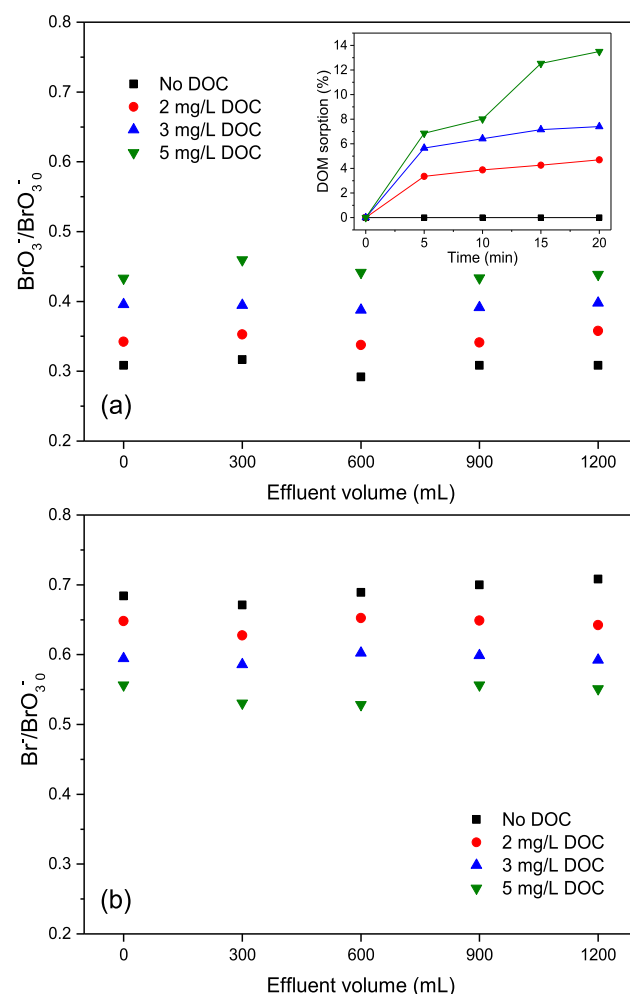 0.8
0.7
0.6
0.5
0.4
0.3
0.2
BrO₃⁻/BrO₃⁻₀
No DOC
2 mg/L DOC
3 mg/L DOC
5 mg/L DOC
14
12
10
8
6
4
2
0
DOM sorption (%)
0 5 10 15 20
Time (min)
(a)
0 300 600 900 1200
Effluent volume (mL)
0.8
0.7
0.6
0.5
0.4
0.3
0.2
Br⁻/BrO₃⁻₀
No DOC
2 mg/L DOC
3 mg/L DOC
5 mg/L DOC
(b)
0 300 600 900 1200
Effluent volume (mL)